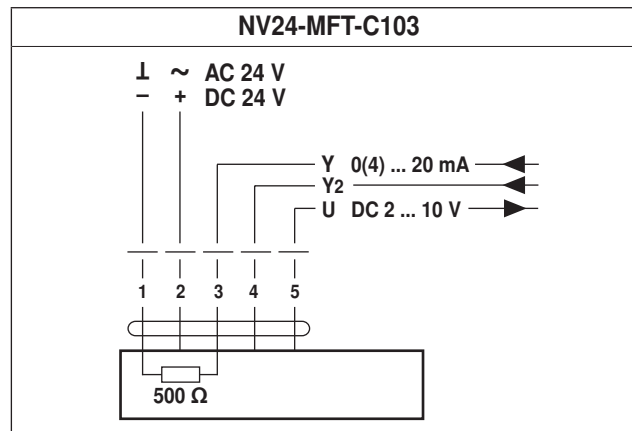 NV24-MFT-C103
⊥ ~ AC 24 V
− + DC 24 V
Y 0(4) ... 20 mA
Y2
U DC 2 ... 10 V
1 2 3 4 5
500 Ω